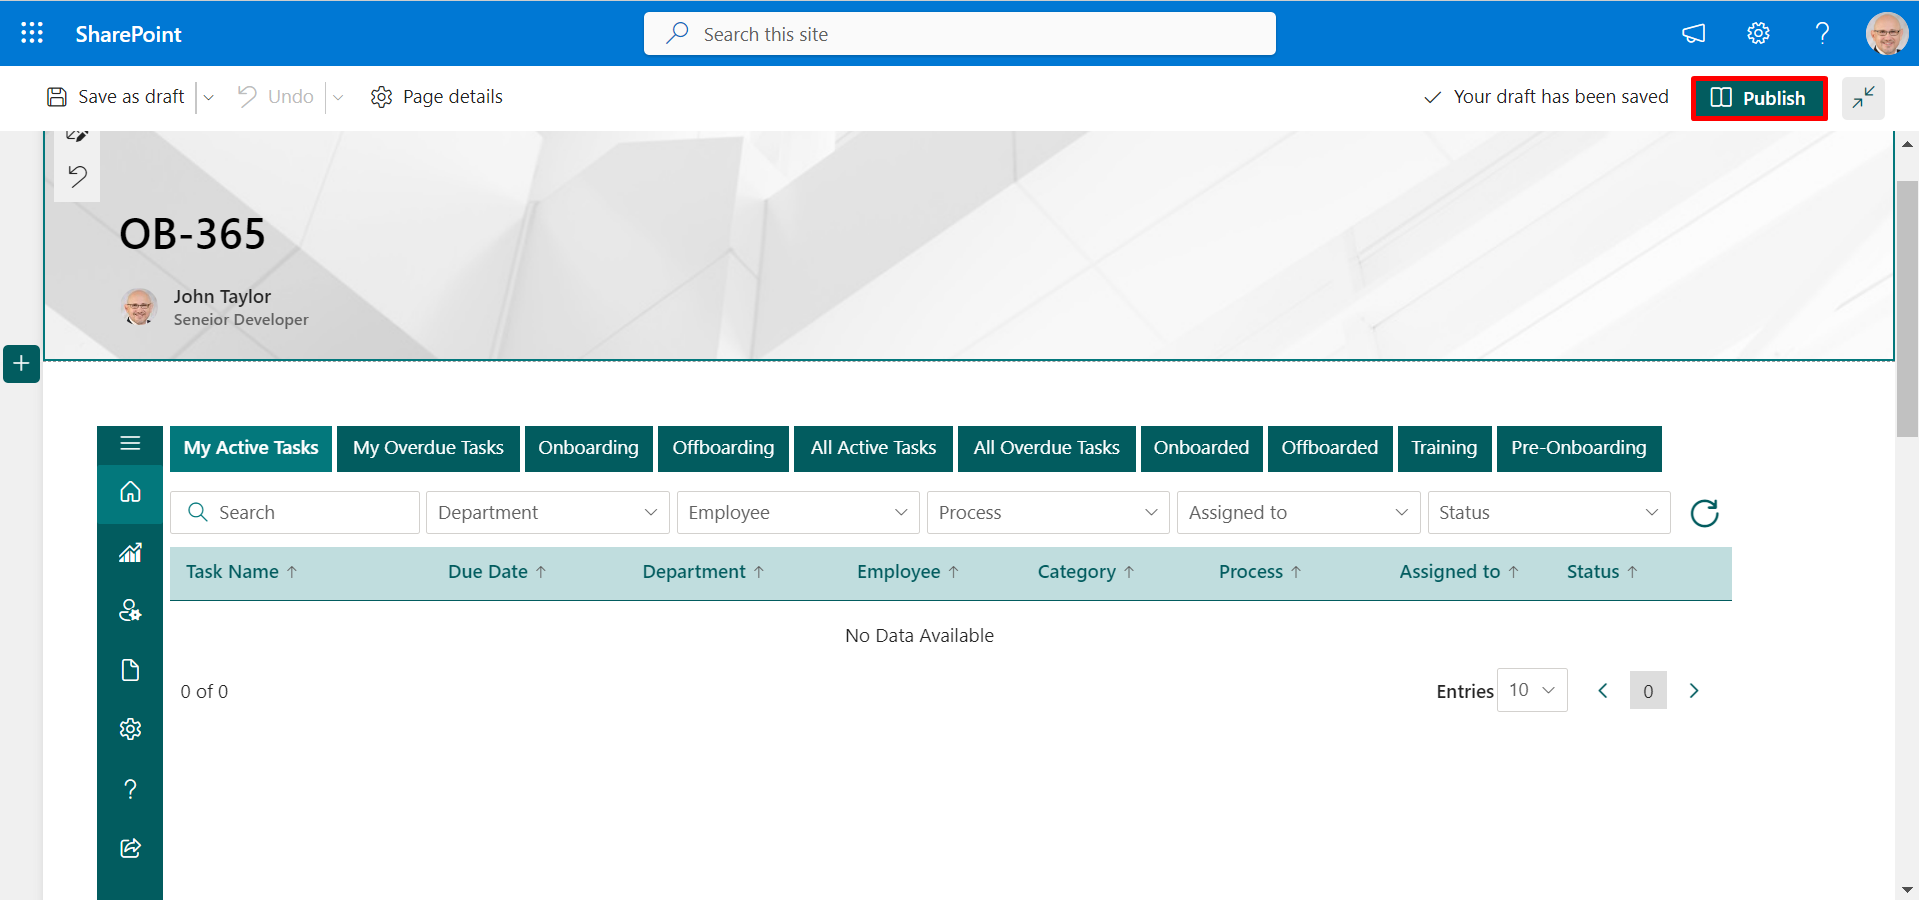 SharePoint
Search this site
Save as draft
Undo
Page details
Your draft has been saved
Publish
OB-365
John Taylor
Seneior Developer
My Active Tasks
My Overdue Tasks
Onboarding
Offboarding
All Active Tasks
All Overdue Tasks
Onboarded
Offboarded
Training
Pre-Onboarding
Search
Department
Employee
Process
Assigned to
Status
Task Name ↑
Due Date ↑
Department ↑
Employee ↑
Category ↑
Process ↑
Assigned to ↑
Status ↑
No Data Available
0 of 0
Entries
10
0